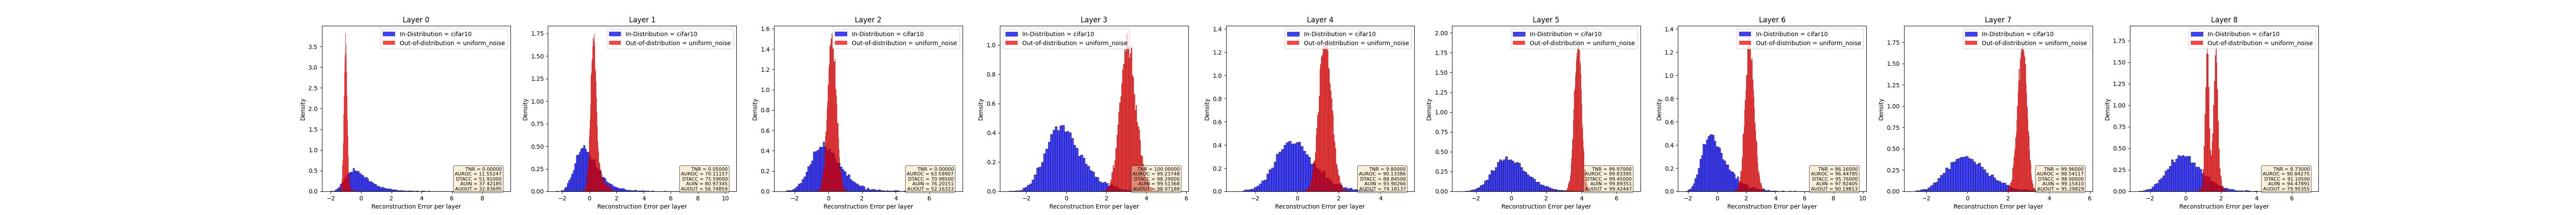 Layer 0
In-Distribution = cifar10
Out-of-distribution = uniform_noise
TNR = 0.00000
AUROC = 11.55247
DTACC = 51.91000
AUIN = 37.42185
AUOUT = 32.83695
Density
Reconstruction Error per layer
Layer 1
In-Distribution = cifar10
Out-of-distribution = uniform_noise
TNR = 0.05000
AUROC = 70.11157
DTACC = 75.59000
AUIN = 80.97345
AUOUT = 56.74859
Density
Reconstruction Error per layer
Layer 2
In-Distribution = cifar10
Out-of-distribution = uniform_noise
TNR = 0.00000
AUROC = 63.59907
DTACC = 70.98500
AUIN = 76.20151
AUOUT = 52.16323
Density
Reconstruction Error per layer
Layer 3
In-Distribution = cifar10
Out-of-distribution = uniform_noise
TNR = 100.00000
AUROC = 99.23748
DTACC = 98.29000
AUIN = 99.51368
AUOUT = 98.07188
Density
Reconstruction Error per layer
Layer 4
In-Distribution = cifar10
Out-of-distribution = uniform_noise
TNR = 9.80000
AUROC = 90.13386
DTACC = 88.84500
AUIN = 93.90266
AUOUT = 79.18137
Density
Reconstruction Error per layer
Layer 5
In-Distribution = cifar10
Out-of-distribution = uniform_noise
TNR = 99.97000
AUROC = 99.83395
DTACC = 99.45000
AUIN = 99.89351
AUOUT = 99.42447
Density
Reconstruction Error per layer
Layer 6
In-Distribution = cifar10
Out-of-distribution = uniform_noise
TNR = 86.16000
AUROC = 96.44785
DTACC = 95.76000
AUIN = 97.92405
AUOUT = 90.19813
Density
Reconstruction Error per layer
Layer 7
In-Distribution = cifar10
Out-of-distribution = uniform_noise
TNR = 99.96000
AUROC = 98.54117
DTACC = 98.00000
AUIN = 99.15410
AUOUT = 95.29829
Density
Reconstruction Error per layer
Layer 8
In-Distribution = cifar10
Out-of-distribution = uniform_noise
TNR = 8.73000
AUROC = 90.84275
DTACC = 91.10500
AUIN = 94.47891
AUOUT = 79.95355
Density
Reconstruction Error per layer